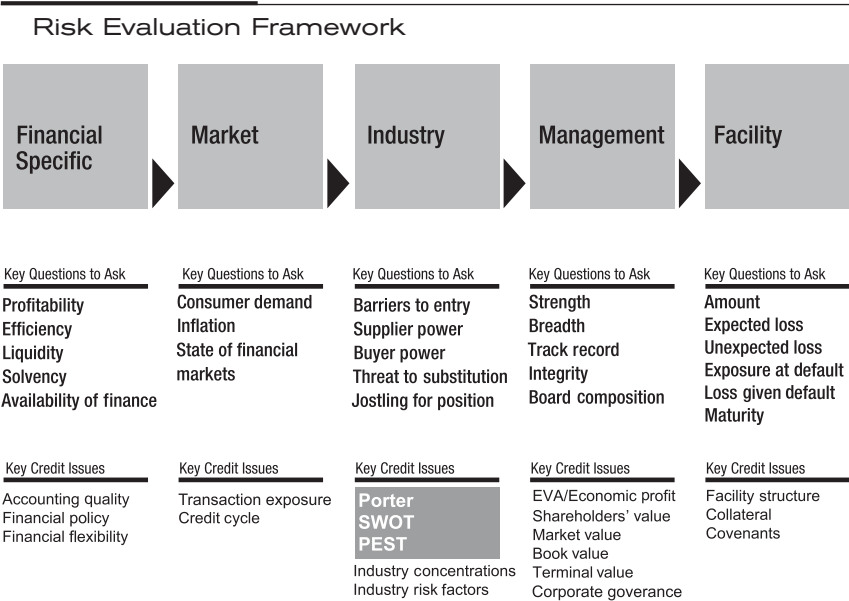 Risk Evaluation Framework
Financial
Specific
Market
Industry
Management
Facility
Key Questions to Ask
Profitability
Efficiency
Liquidity
Solvency
Availability of finance
Key Questions to Ask
Consumer demand
Inflation
State of financial
markets
Key Questions to Ask
Barriers to entry
Supplier power
Buyer power
Threat to substitution
Jostling for position
Key Questions to Ask
Strength
Breadth
Track record
Integrity
Board composition
Key Questions to Ask
Amount
Expected loss
Unexpected loss
Exposure at default
Loss given default
Maturity
Key Credit Issues
Accounting quality
Financial policy
Financial flexibility
Key Credit Issues
Transaction exposure
Credit cycle
Key Credit Issues
Porter
SWOT
PEST
Industry concentrations
Industry risk factors
Key Credit Issues
EVA/Economic profit
Shareholders' value
Market value
Book value
Terminal value
Corporate goverance
Key Credit Issues
Facility structure
Collateral
Covenants